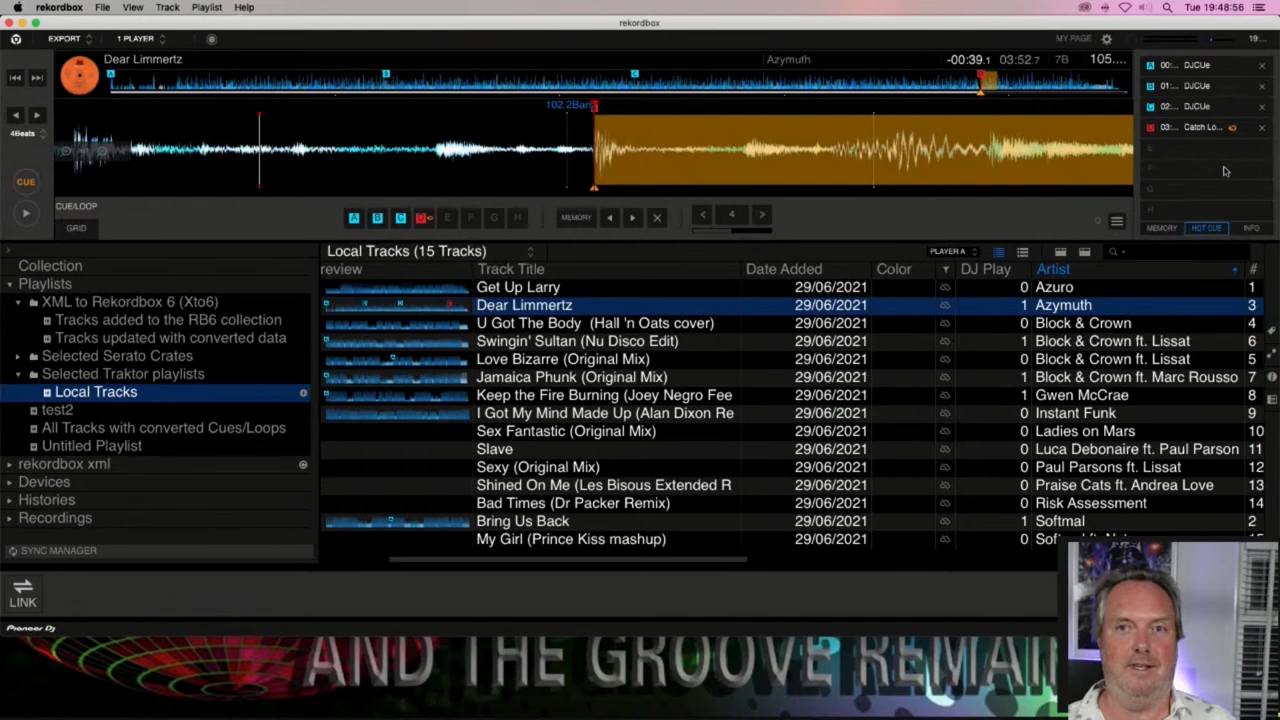 rekordbox File View Track Playlist Help Tue 19:48:56
rekordbox
EXPORT 1 PLAYER MY PAGE 19...
Dear Limmertz Azymuth -00:39.1 03:52.7 7B 105....
A B C
102.2Bars
4Beats
CUE
CUE/LOOP
GRID
A B C D E F G H MEMORY 4
A 00:... DJCUe
B 01:... DJCUe
C 02:... DJCUe
03:... Catch Lo...
E
F
G
H
MEMORY HOT CUE INFO
Collection
Playlists
XML to Rekordbox 6 (Xto6)
Tracks added to the RB6 collection
Tracks updated with converted data
Selected Serato Crates
Selected Traktor playlists
Local Tracks
test2
All Tracks with converted Cues/Loops
Untitled Playlist
rekordbox xml
Devices
Histories
Recordings
SYNC MANAGER
Local Tracks (15 Tracks) PLAYER A
review Track Title Date Added Color DJ Play Artist #
Get Up Larry 29/06/2021 0 Azuro 1
Dear Limmertz 29/06/2021 1 Azymuth 3
U Got The Body (Hall 'n Oats cover) 29/06/2021 0 Block & Crown 4
Swingin' Sultan (Nu Disco Edit) 29/06/2021 1 Block & Crown ft. Lissat 6
Love Bizarre (Original Mix) 29/06/2021 0 Block & Crown ft. Lissat 5
Jamaica Phunk (Original Mix) 29/06/2021 1 Block & Crown ft. Marc Rousso 7
Keep the Fire Burning (Joey Negro Fee 29/06/2021 1 Gwen McCrae 8
I Got My Mind Made Up (Alan Dixon Re 29/06/2021 0 Instant Funk 9
Sex Fantastic (Original Mix) 29/06/2021 0 Ladies on Mars 10
Slave 29/06/2021 0 Luca Debonaire ft. Paul Parson 11
Sexy (Original Mix) 29/06/2021 0 Paul Parsons ft. Lissat 12
Shined On Me (Les Bisous Extended R 29/06/2021 0 Praise Cats ft. Andrea Love 13
Bad Times (Dr Packer Remix) 29/06/2021 0 Risk Assessment 14
Bring Us Back 29/06/2021 1 Softmal 2
My Girl (Prince Kiss mashup) 29/06/2021 0
LINK
Pioneer Dj
AND THE GROOVE REMAI